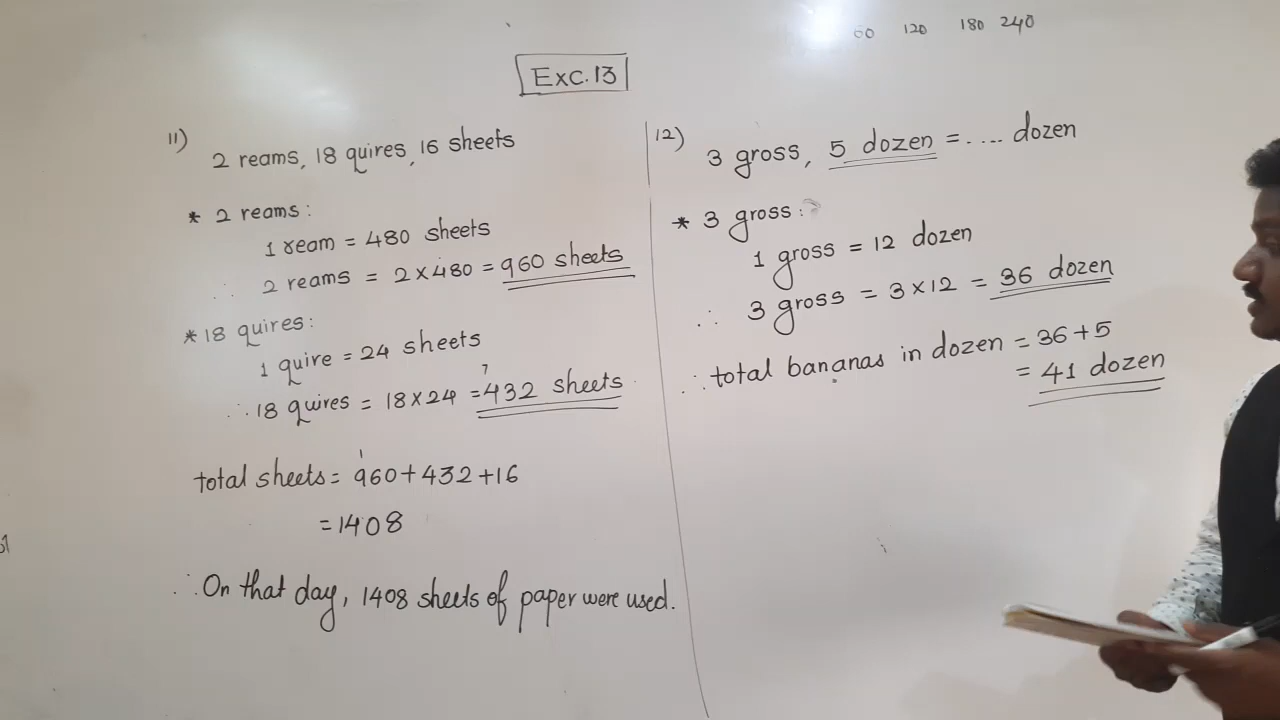 60 120 180 240
Exc.13
11)
2 reams, 18 quires, 16 sheets
* 2 reams:
1 ream = 480 sheets
∴ 2 reams = 2×480 = 960 sheets
* 18 quires:
1 quire = 24 sheets
7
∴ 18 quires = 18×24 = 432 sheets
1
total sheets = 960+432+16
= 1408
∴ On that day, 1408 sheets of paper were used.
12)
3 gross, 5 dozen = .... dozen
* 3 gross:
1 gross = 12 dozen
∴ 3 gross = 3×12 = 36 dozen
∴ total bananas in dozen = 36+5
= 41 dozen